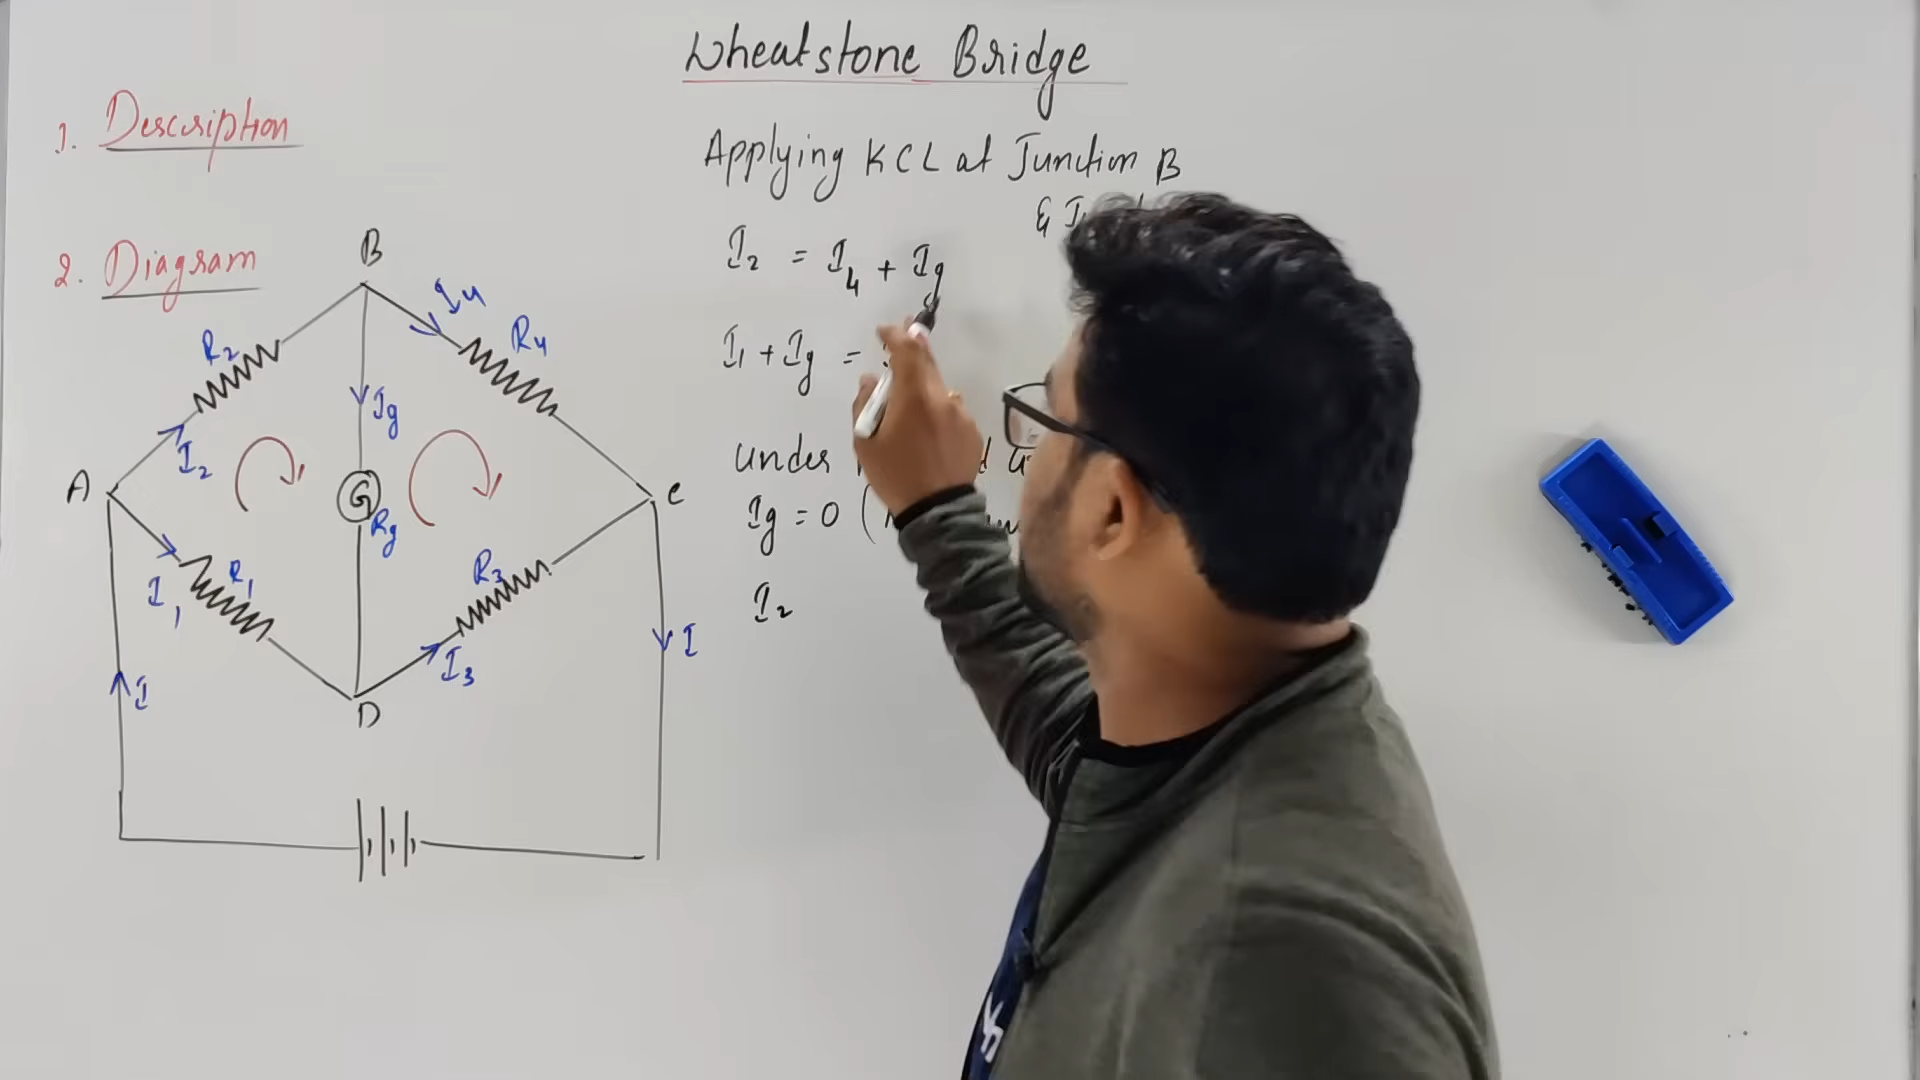 Wheatstone Bridge
1. Description
2. Diagram
B
I4
R2
R4
Ig
I2
A
G
C
Rg
I1
R1
R3
I3
D
I
I
Applying KCL at Junction B
&
I2 = I4 + Ig
I1 + Ig =
under
Ig = 0 (
I2